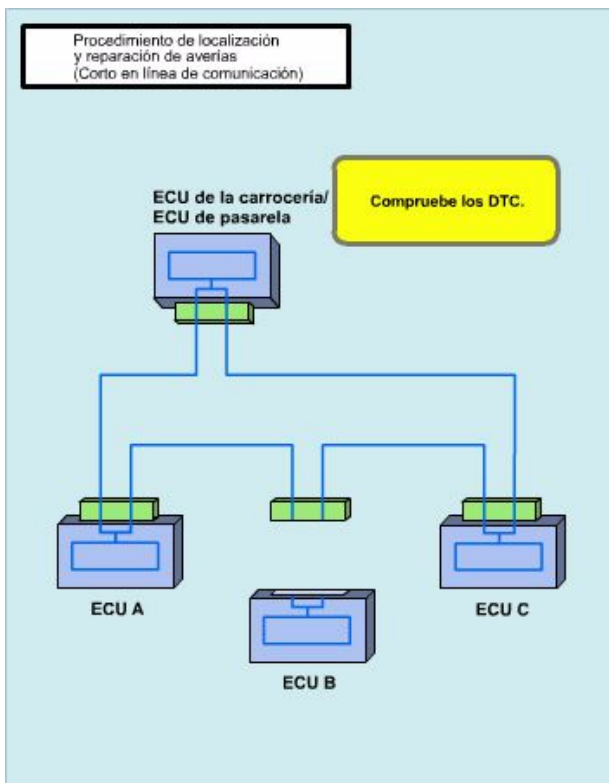 Procedimiento de localización
y reparación de averías
(Corto en línea de comunicación)
ECU de la carrocería/
ECU de pasarela
Compruebe los DTC.
ECU A
ECU C
ECU B